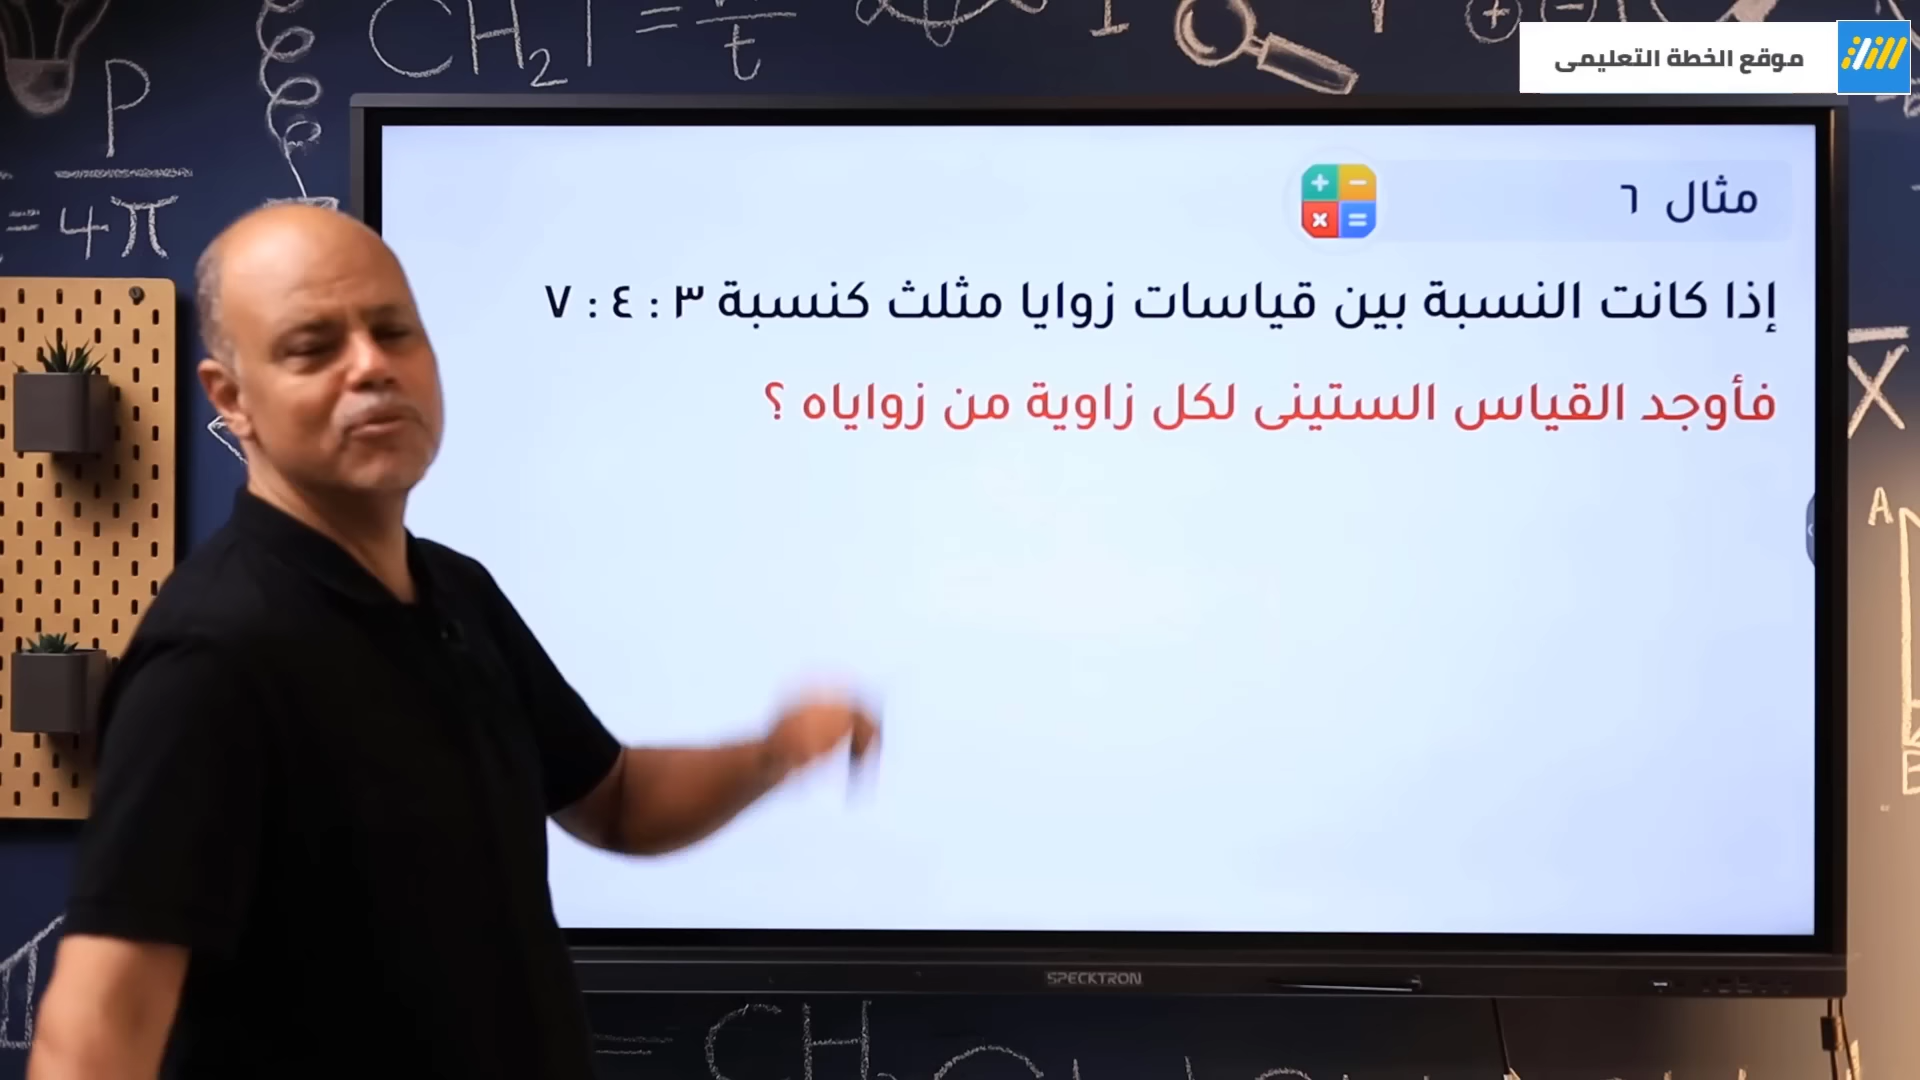 CH2
t
موقع الخطة التعليمى
P
= 4π
مثال ٦
إذا كانت النسبة بين قياسات زوايا مثلث كنسبة ٣ : ٤ : ٧
فأوجد القياس الستينى لكل زاوية من زواياه ؟
X
A
SPECKTRON
= CH